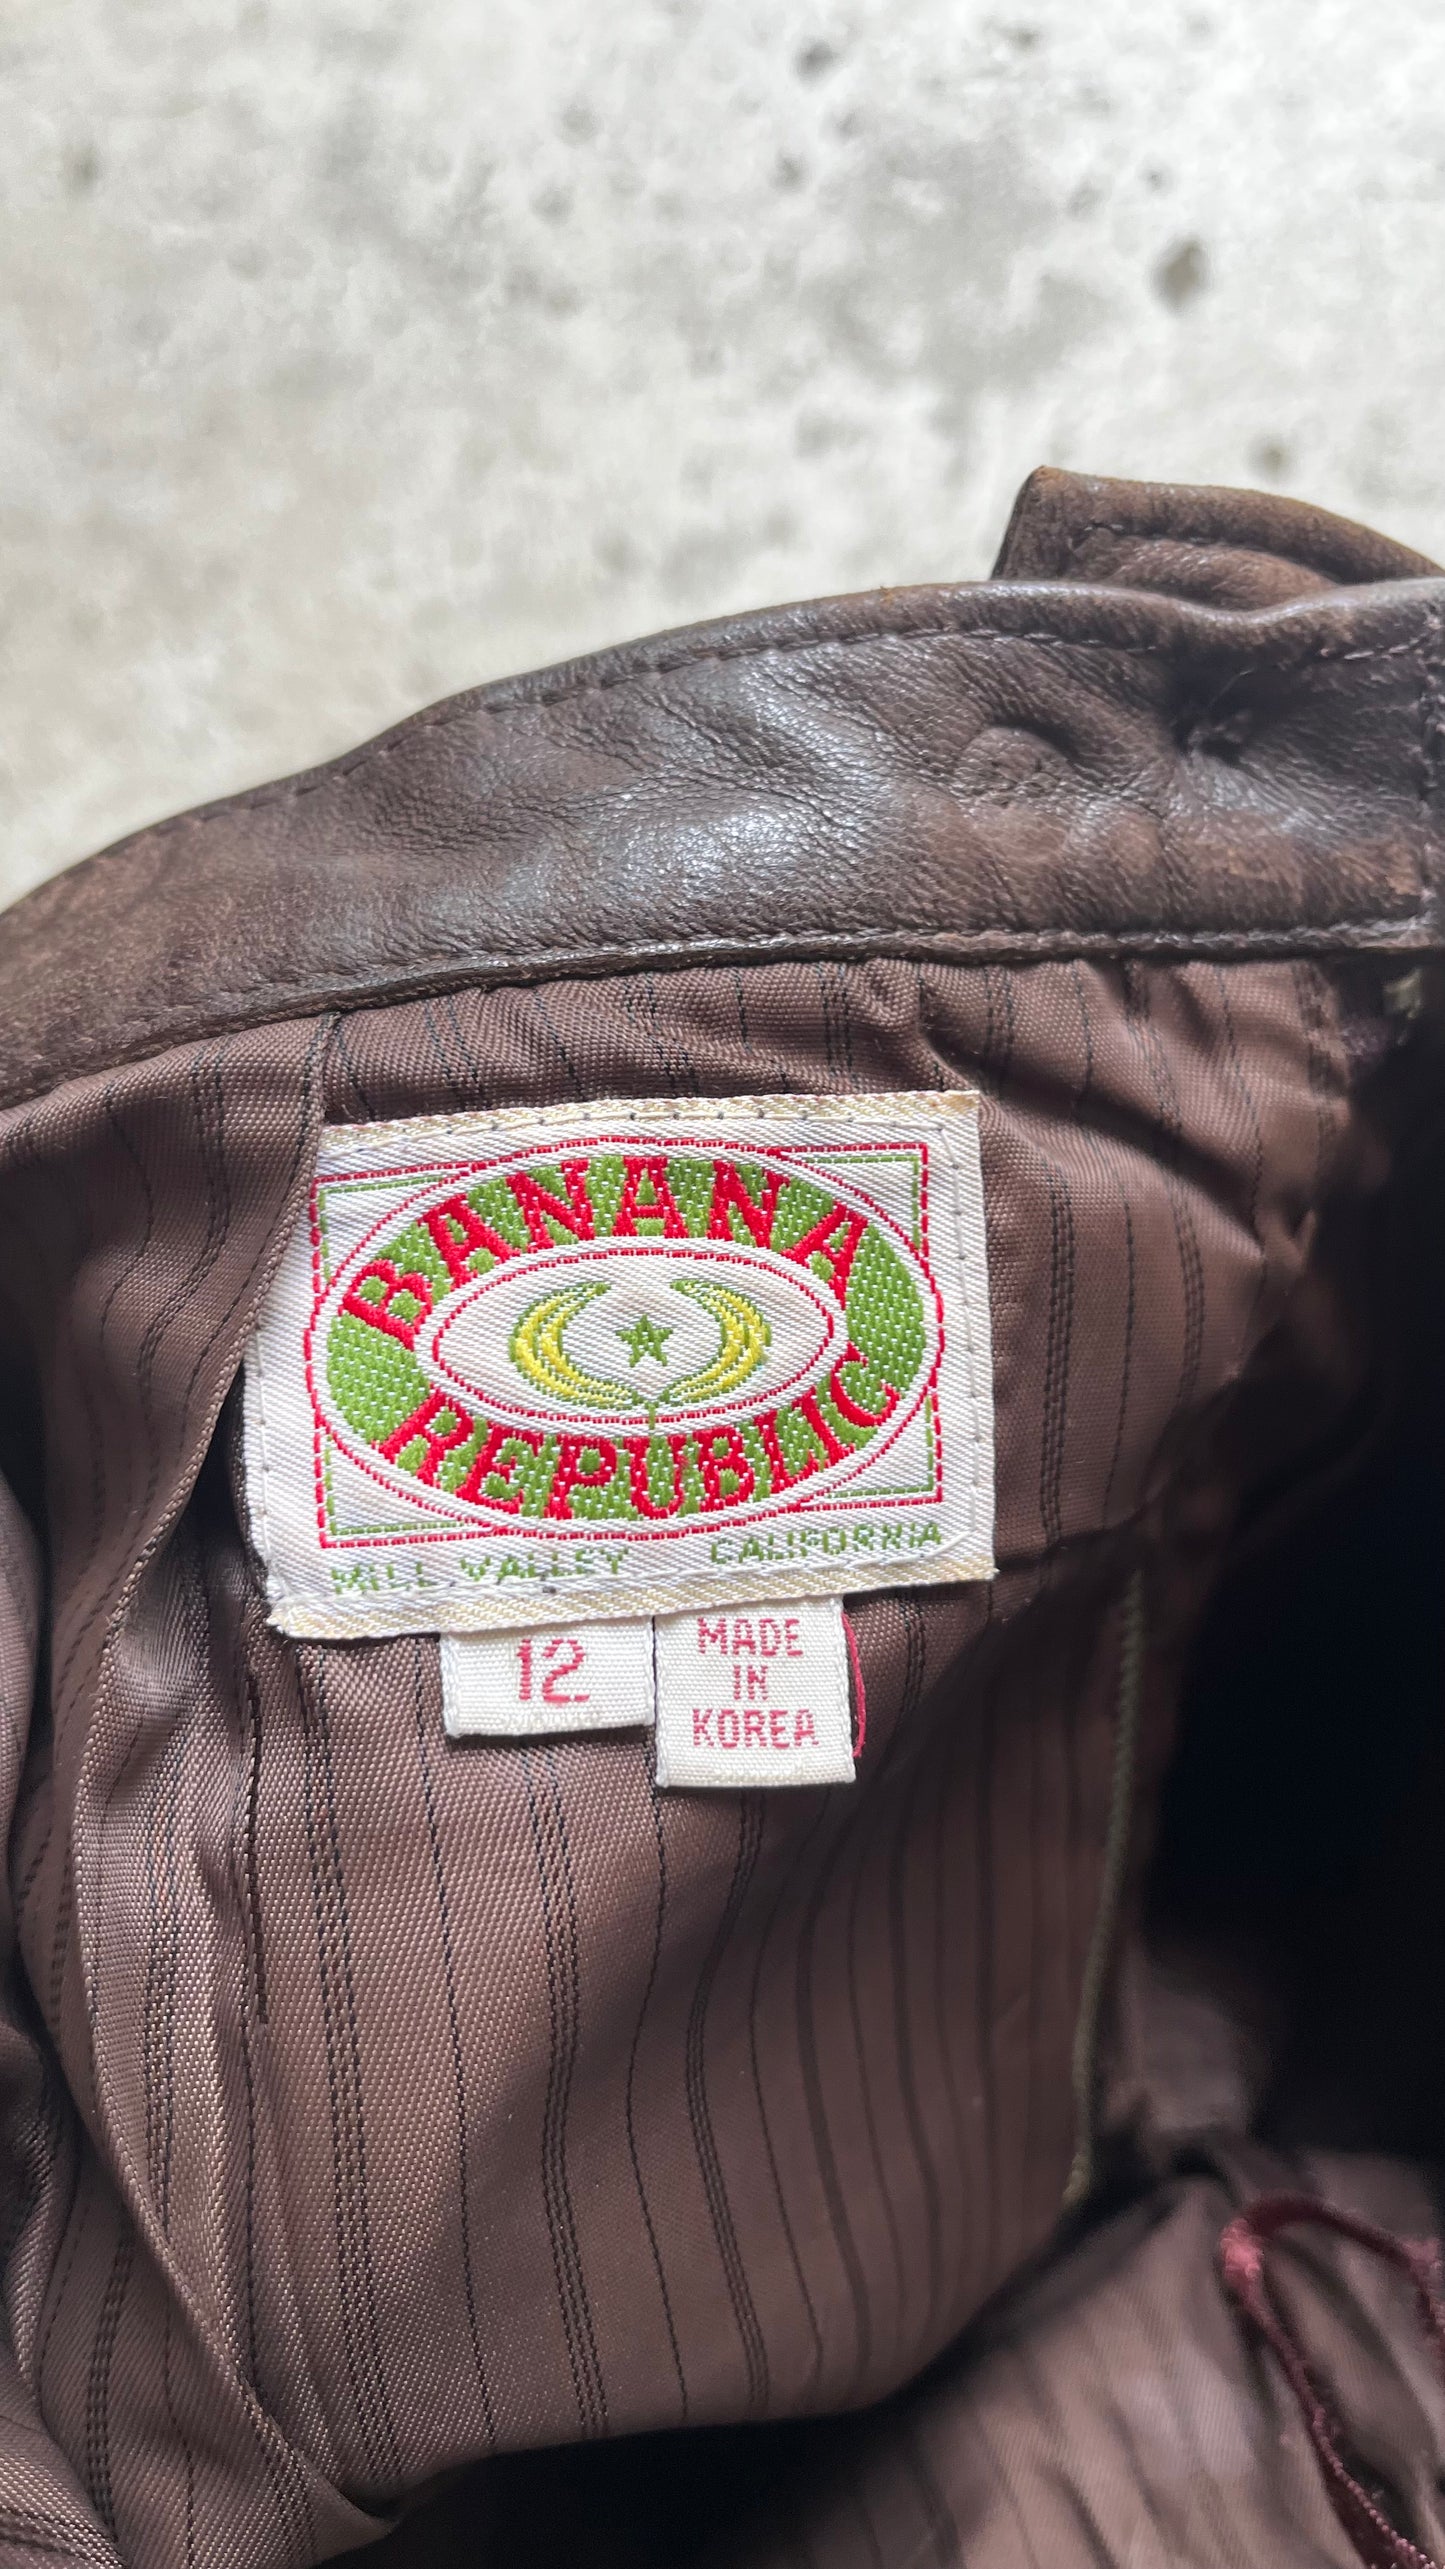 BANANA
REPUBLIC
MILL VALLEY CALIFORNIA
12
MADE
IN
KOREA